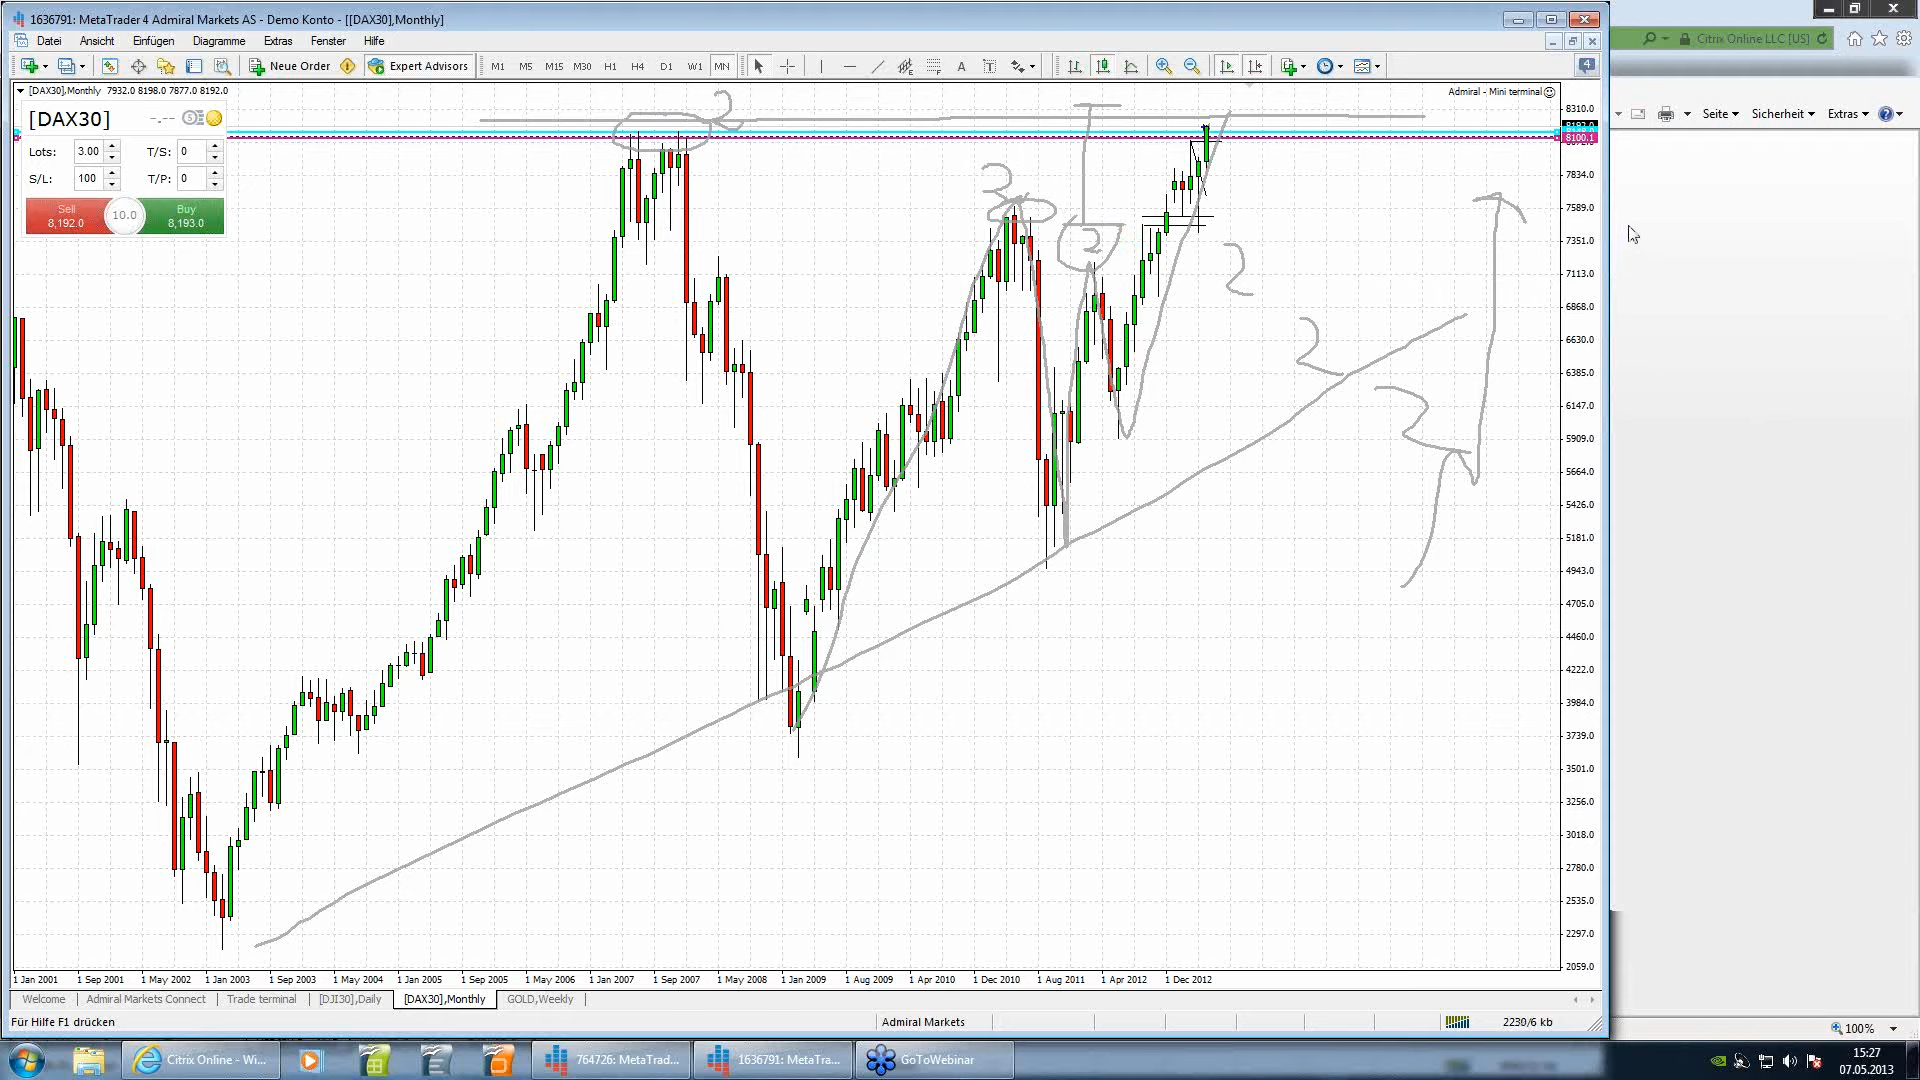 1636791: MetaTrader 4 Admiral Markets AS - Demo Konto - [[DAX30],Monthly]
Datei Ansicht Einfügen Diagramme Extras Fenster Hilfe
Neue Order Expert Advisors M1 M5 M15 M30 H1 H4 D1 W1 MN A T 4
Citrix Online LLC [US]
Seite Sicherheit Extras
[DAX30],Monthly 7932.0 8198.0 7877.0 8192.0
Admiral - Mini terminal
[DAX30] -.--
Lots: 3.00 T/S: 0
S/L: 100 T/P: 0
Sell 10.0 Buy
8,192.0 8,193.0
2
3
2
2
2
2
8310.0
8192.0
8100.1
7834.0
7589.0
7351.0
7113.0
6868.0
6630.0
6385.0
6147.0
5909.0
5664.0
5426.0
5181.0
4943.0
4705.0
4460.0
4222.0
3984.0
3739.0
3501.0
3256.0
3018.0
2780.0
2535.0
2297.0
2059.0
1 Jan 2001 1 Sep 2001 1 May 2002 1 Jan 2003 1 Sep 2003 1 May 2004 1 Jan 2005 1 Sep 2005 1 May 2006 1 Jan 2007 1 Sep 2007 1 May 2008 1 Jan 2009 1 Aug 2009 1 Apr 2010 1 Dec 2010 1 Aug 2011 1 Apr 2012 1 Dec 2012
Welcome Admiral Markets Connect Trade terminal [DJI30],Daily [DAX30],Monthly GOLD,Weekly
Für Hilfe F1 drücken Admiral Markets 2230/6 kb
100%
Citrix Online - Wi... 764726: MetaTrad... 1636791: MetaTra... GoToWebinar
15:27
07.05.2013